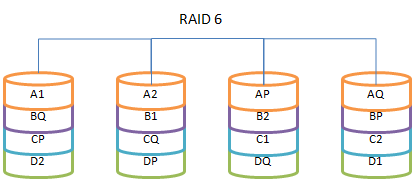 RAID 6
A1 A2 AP AQ
BQ B1 B2 BP
CP CQ C1 C2
D2 DP DQ D1